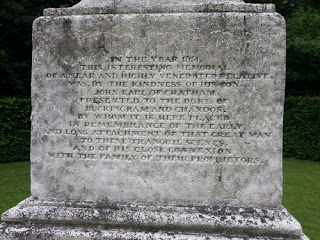 IN THE YEAR 1831
THIS INTERESTING MEMORIAL
OF A NEAR AND HIGHLY VENERATED RELATIVE
WAS, BY THE KINDNESS OF HIS SON
JOHN EARL OF CHATHAM
PRESENTED TO THE DUKE OF
BUCKINGHAM AND CHANDOS,
BY WHOM IT IS HERE PLACED
IN REMEMBRANCE OF THE EARLY
AND LONG ATTACHMENT OF THAT GREAT MAN
TO THESE TRANQUIL SCENES,
AND OF HIS CLOSE CONNEXION
WITH THE FAMILY OF THEIR PROPRIETORS.